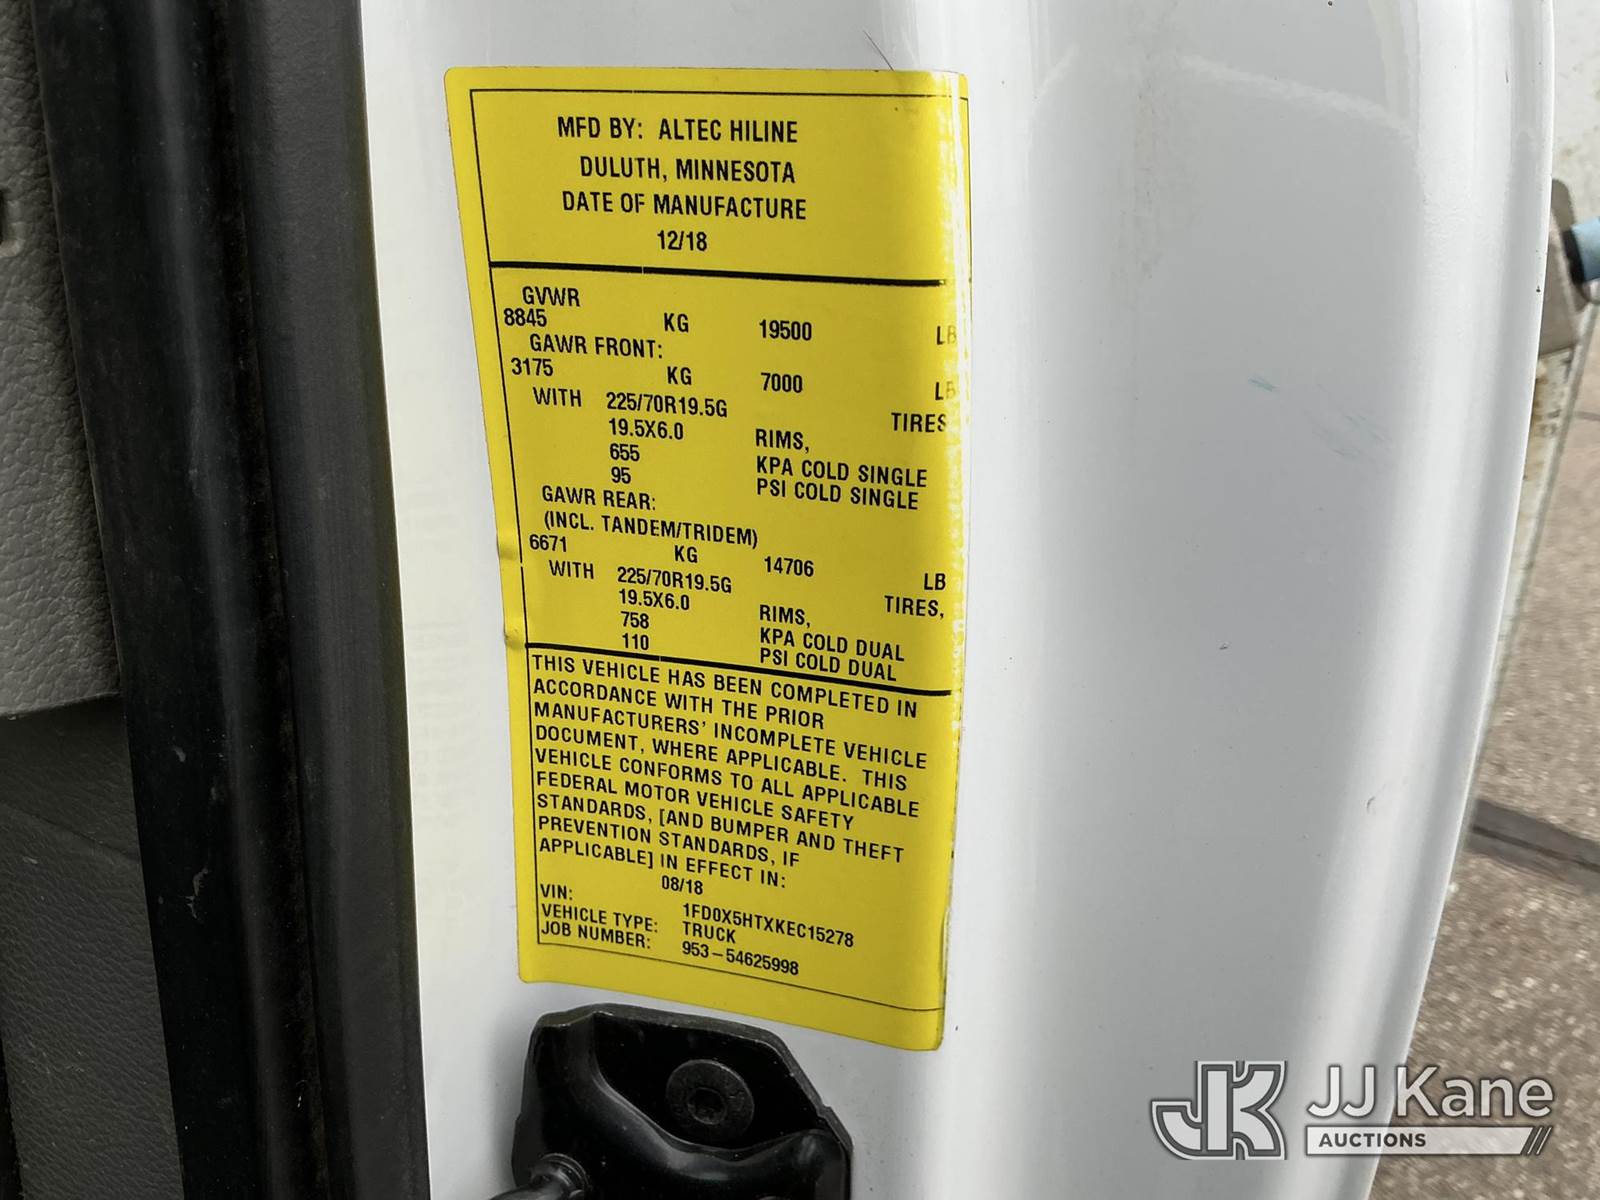 MFD BY: ALTEC HILINE
DULUTH, MINNESOTA
DATE OF MANUFACTURE
12/18
GVWR
8845 KG 19500 LB
GAWR FRONT:
3175 KG 7000 LB
WITH 225/70R19.5G TIRES
19.5X6.0 RIMS,
655 KPA COLD SINGLE
95 PSI COLD SINGLE
GAWR REAR:
(INCL. TANDEM/TRIDEM)
6671 KG 14706 LB
WITH 225/70R19.5G TIRES,
19.5X6.0 RIMS,
758 KPA COLD DUAL
110 PSI COLD DUAL
THIS VEHICLE HAS BEEN COMPLETED IN
ACCORDANCE WITH THE PRIOR
MANUFACTURERS' INCOMPLETE VEHICLE
DOCUMENT, WHERE APPLICABLE. THIS
VEHICLE CONFORMS TO ALL APPLICABLE
FEDERAL MOTOR VEHICLE SAFETY
STANDARDS, [AND BUMPER AND THEFT
PREVENTION STANDARDS, IF
APPLICABLE] IN EFFECT IN:
08/18
VIN: 1FD0X5HTXKEC15278
VEHICLE TYPE: TRUCK
JOB NUMBER: 953-54625998
JK JJ Kane
AUCTIONS